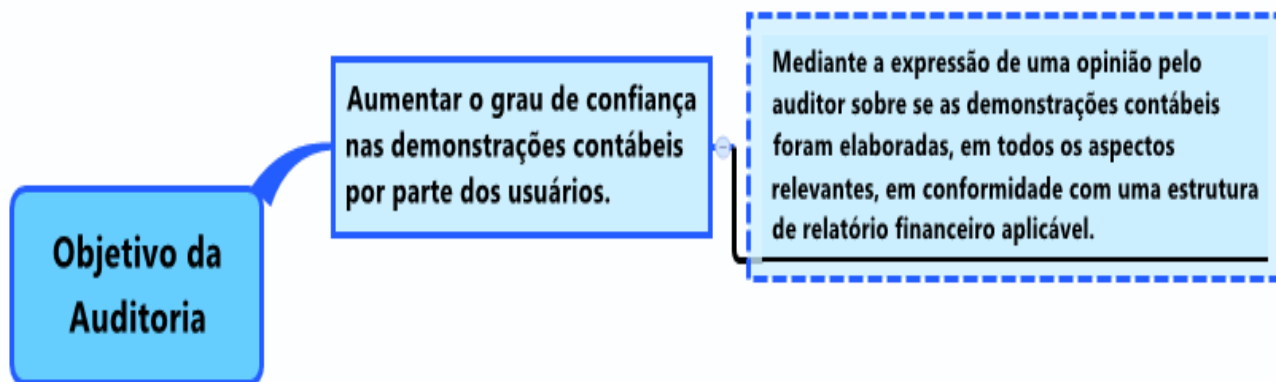 Objetivo da
Auditoria
Aumentar o grau de confiança
nas demonstrações contábeis
por parte dos usuários.
Mediante a expressão de uma opinião pelo
auditor sobre se as demonstrações contábeis
foram elaboradas, em todos os aspectos
relevantes, em conformidade com uma estrutura
de relatório financeiro aplicável.